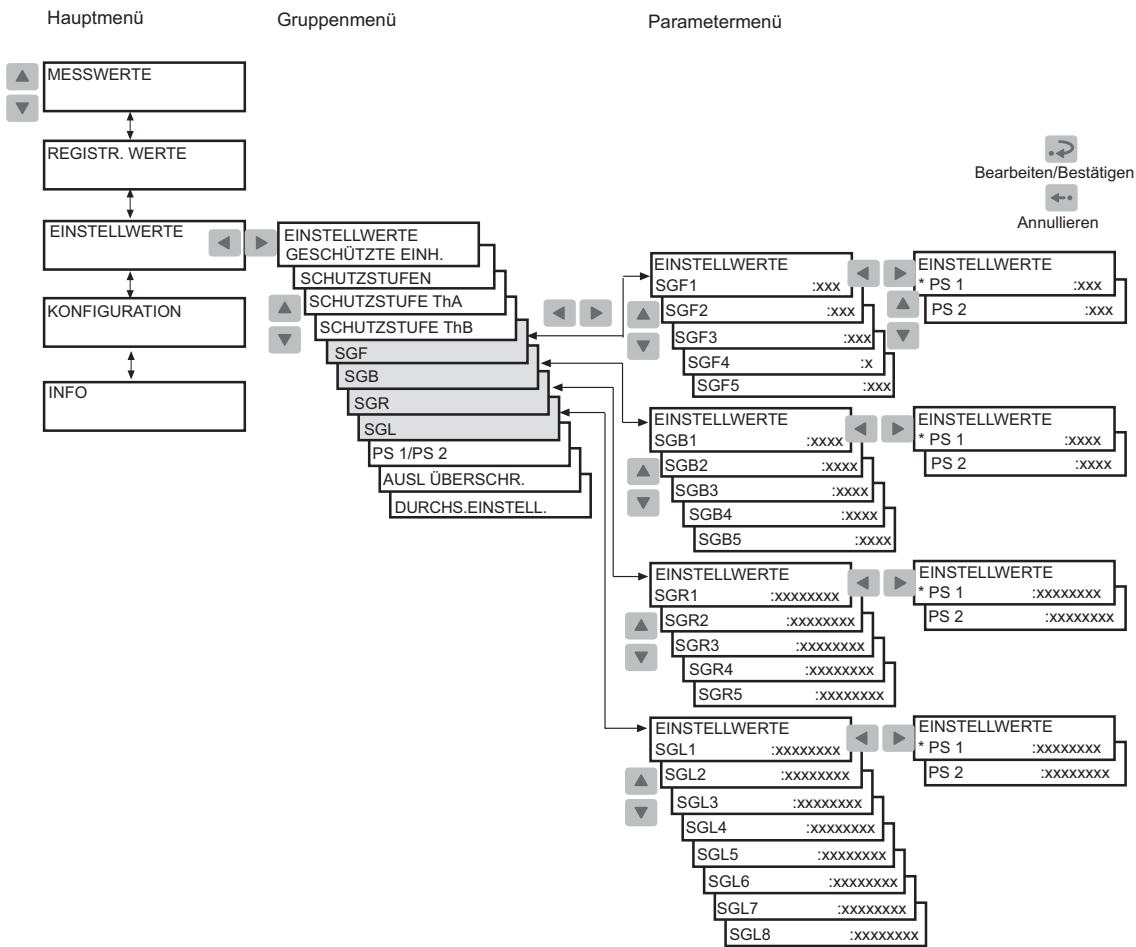 Hauptmenü
Gruppenmenü
Parametermenü
MESSWERTE
REGISTR. WERTE
EINSTELLWERTE
KONFIGURATION
INFO
Bearbeiten/Bestätigen
Annullieren
EINSTELLWERTE
GESCHÜTZTE EINH.
SCHUTZSTUFEN
SCHUTZSTUFE ThA
SCHUTZSTUFE ThB
SGF
SGB
SGR
SGL
PS 1/PS 2
AUSL ÜBERSCHR.
DURCHS.EINSTELL.
EINSTELLWERTE
SGF1 :xxx
SGF2 :xxx
SGF3 :xxx
SGF4 :x
SGF5 :xxx
EINSTELLWERTE
* PS 1 :xxx
PS 2 :xxx
EINSTELLWERTE
SGB1 :xxxx
SGB2 :xxxx
SGB3 :xxxx
SGB4 :xxxx
SGB5 :xxxx
EINSTELLWERTE
* PS 1 :xxxx
PS 2 :xxxx
EINSTELLWERTE
SGR1 :xxxxxxxx
SGR2 :xxxxxxxx
SGR3 :xxxxxxxx
SGR4 :xxxxxxxx
SGR5 :xxxxxxxx
EINSTELLWERTE
* PS 1 :xxxxxxxx
PS 2 :xxxxxxxx
EINSTELLWERTE
SGL1 :xxxxxxxx
SGL2 :xxxxxxxx
SGL3 :xxxxxxxx
SGL4 :xxxxxxxx
SGL5 :xxxxxxxx
SGL6 :xxxxxxxx
SGL7 :xxxxxxxx
SGL8 :xxxxxxxx
EINSTELLWERTE
* PS 1 :xxxxxxxx
PS 2 :xxxxxxxx